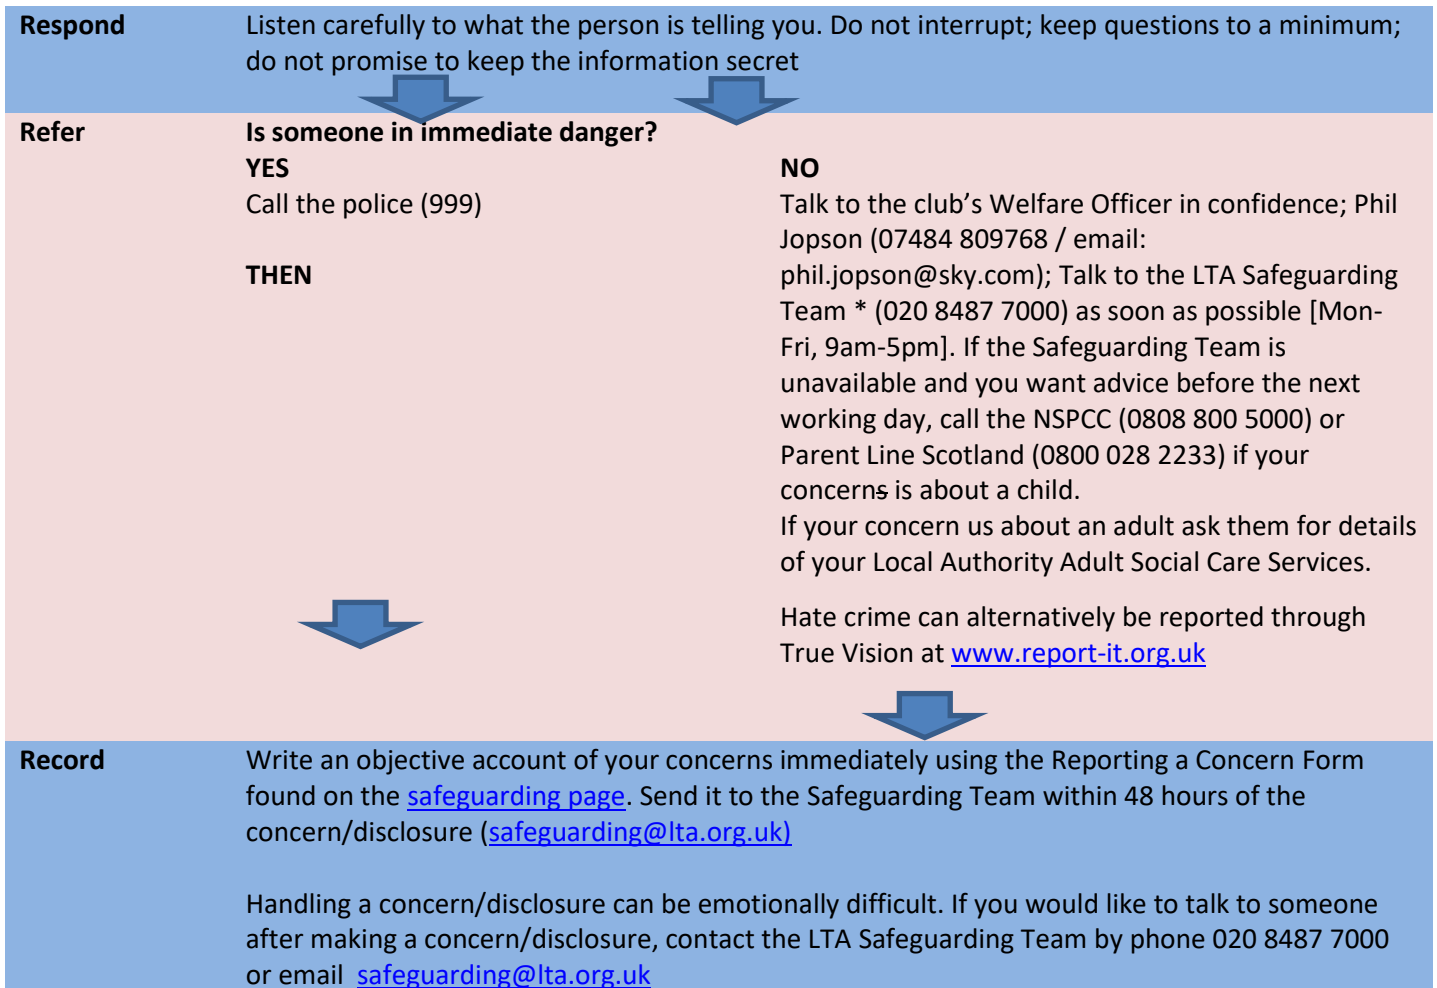 Respond
Listen carefully to what the person is telling you. Do not interrupt; keep questions to a minimum;
do not promise to keep the information secret
Refer
Is someone in immediate danger?
YES
Call the police (999)
THEN
NO
Talk to the club’s Welfare Officer in confidence; Phil
Jopson (07484 809768 / email:
phil.jopson@sky.com); Talk to the LTA Safeguarding
Team * (020 8487 7000) as soon as possible [Mon-
Fri, 9am-5pm]. If the Safeguarding Team is
unavailable and you want advice before the next
working day, call the NSPCC (0808 800 5000) or
Parent Line Scotland (0800 028 2233) if your
concerns is about a child.
If your concern us about an adult ask them for details
of your Local Authority Adult Social Care Services.
Hate crime can alternatively be reported through
True Vision at www.report-it.org.uk
Record
Write an objective account of your concerns immediately using the Reporting a Concern Form
found on the safeguarding page. Send it to the Safeguarding Team within 48 hours of the
concern/disclosure (safeguarding@lta.org.uk)
Handling a concern/disclosure can be emotionally difficult. If you would like to talk to someone
after making a concern/disclosure, contact the LTA Safeguarding Team by phone 020 8487 7000
or email safeguarding@lta.org.uk